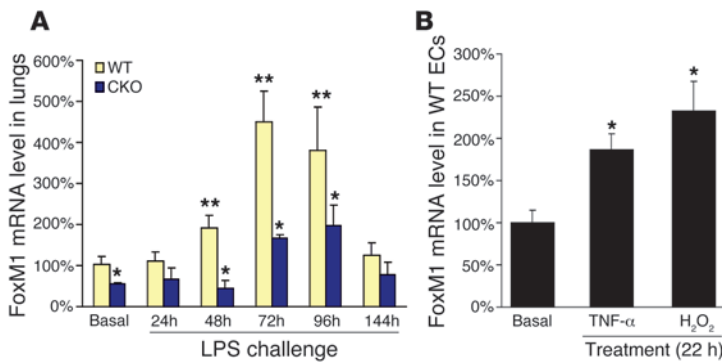 A
FoxM1 mRNA level in lungs
600%
500%
400%
300%
200%
100%
0%
WT
CKO
*
**
*
**
*
**
*
Basal
24h
48h
72h
96h
144h
LPS challenge
B
FoxM1 mRNA level in WT ECs
300%
250%
200%
150%
100%
50%
0%
*
*
Basal
TNF-α
H₂O₂
Treatment (22 h)